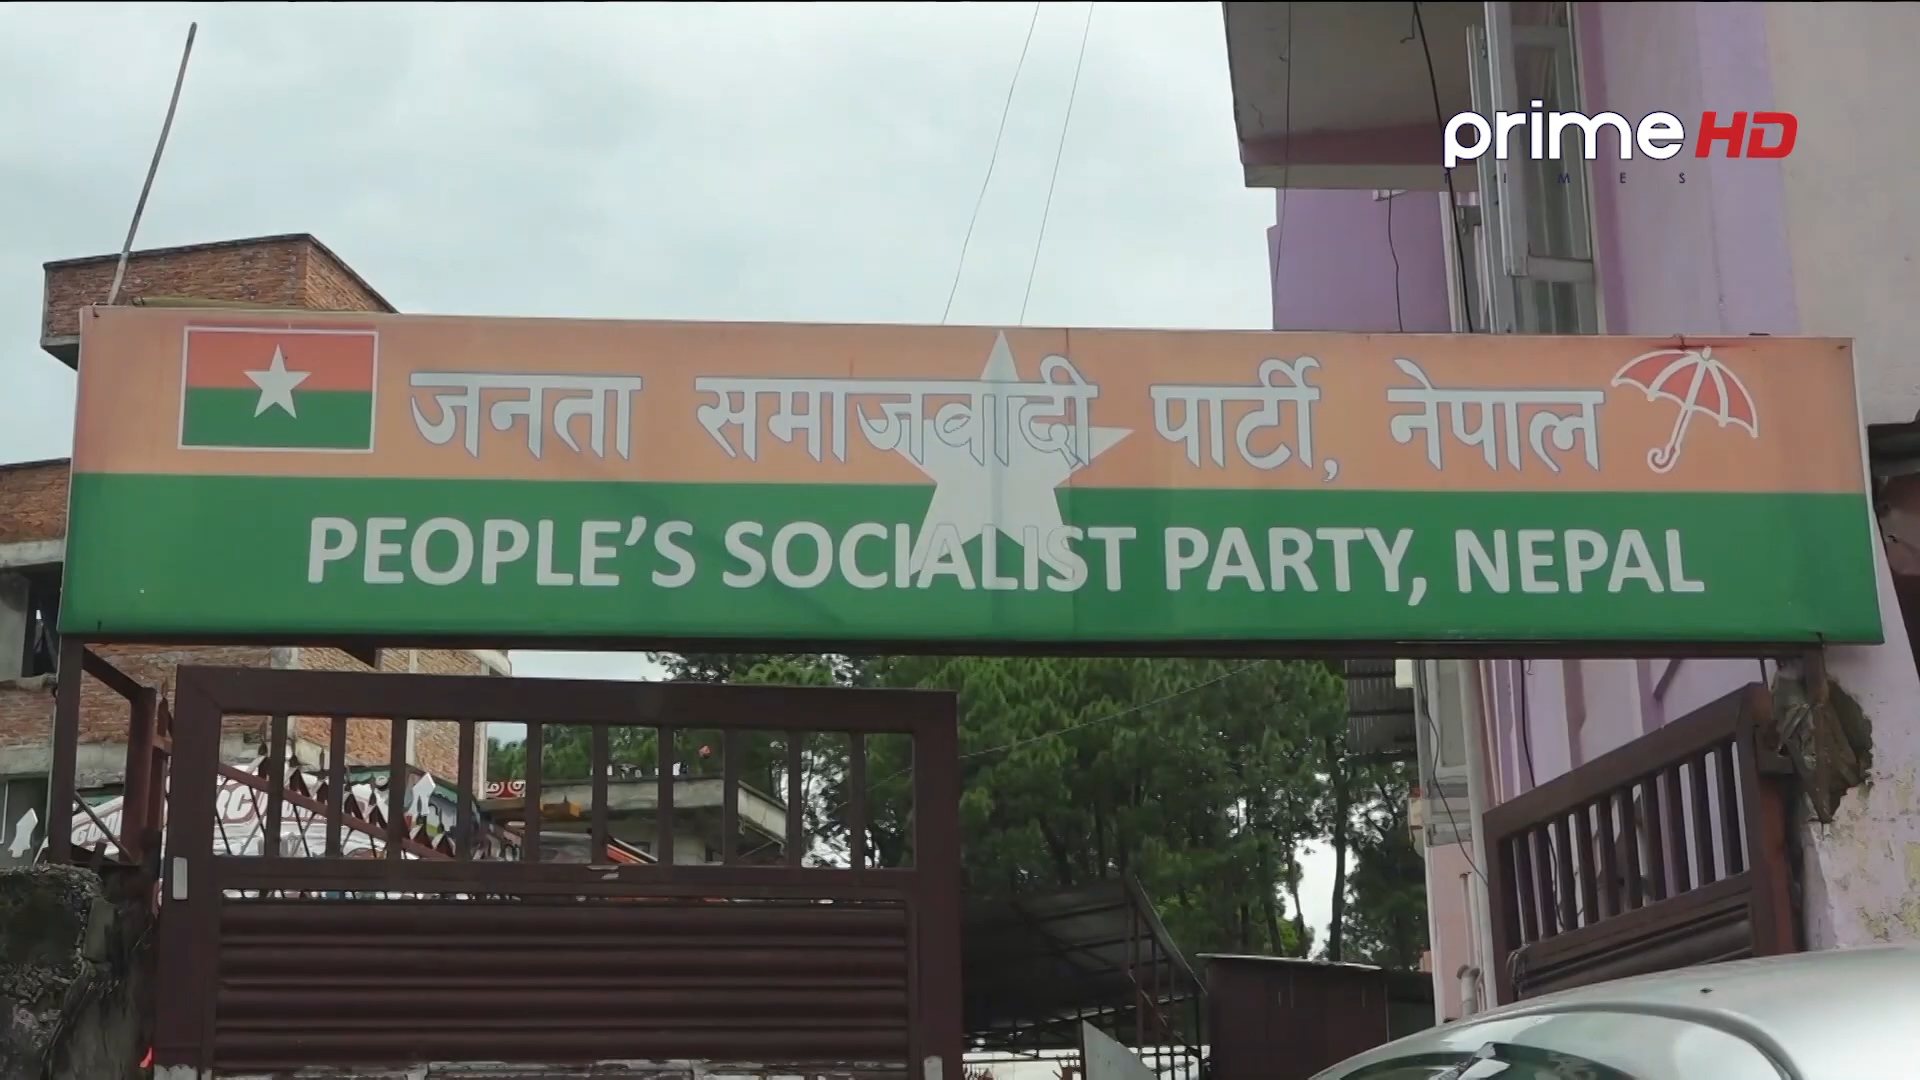 prime HD
TIMES
जनता समाजवादी पार्टी, नेपाल
PEOPLE'S SOCIALIST PARTY, NEPAL